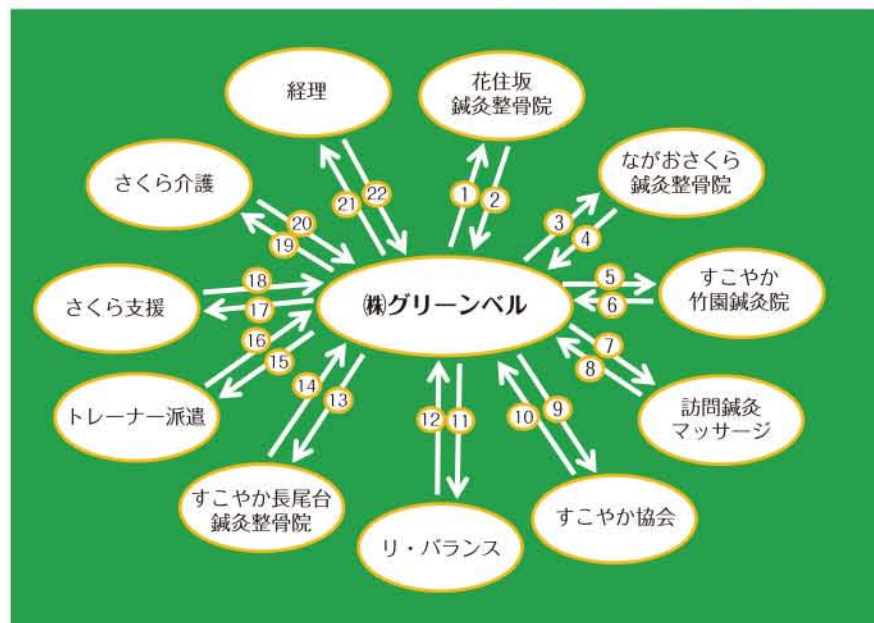 経理
花住坂
鍼灸整骨院
ながおさくら
鍼灸整骨院
さくら介護
すこやか
竹園鍼灸院
さくら支援
㈱グリーンベル
訪問鍼灸
マッサージ
トレーナー派遣
すこやか協会
すこやか長尾台
鍼灸整骨院
リ・バランス
1
2
3
4
5
6
7
8
9
10
11
12
13
14
15
16
17
18
19
20
21
22